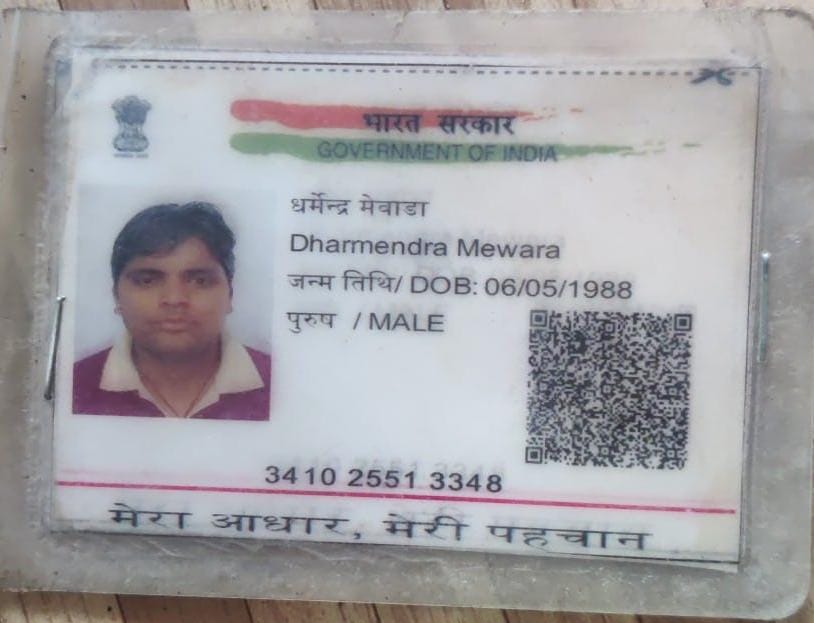 भारत सरकार
GOVERNMENT OF INDIA
धर्मेन्द्र मेवाडा
Dharmendra Mewara
जन्म तिथि/ DOB: 06/05/1988
पुरुष / MALE
3410 2551 3348
मेरा आधार, मेरी पहचान